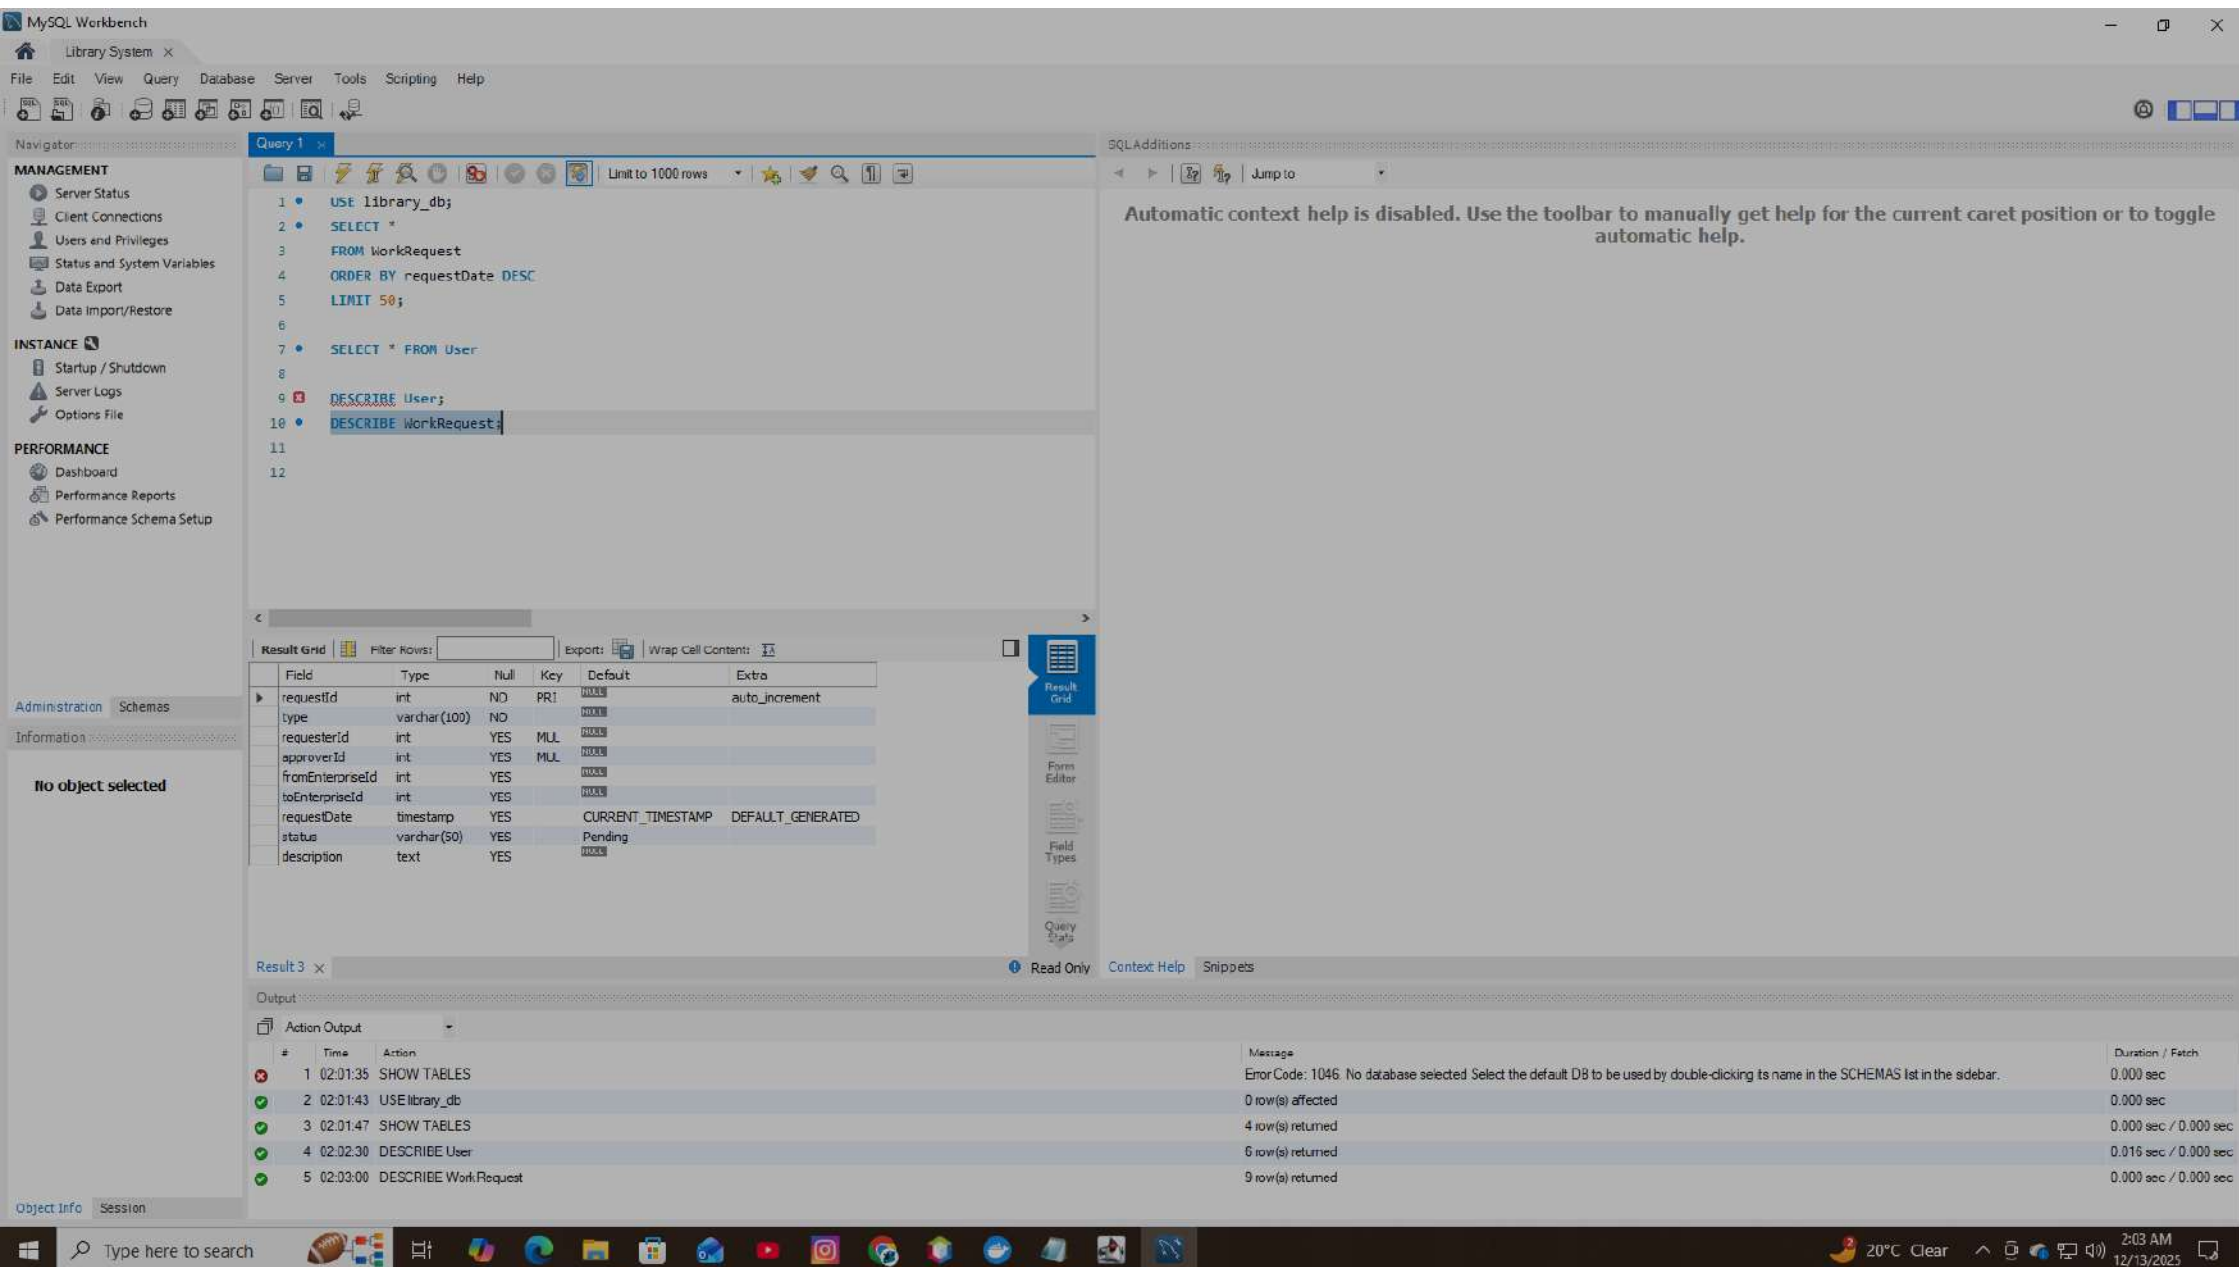 MySQL Workbench
Library System
File Edit View Query Database Server Tools Scripting Help
Navigator
MANAGEMENT
Server Status
Client Connections
Users and Privileges
Status and System Variables
Data Export
Data Import/Restore
INSTANCE
Startup / Shutdown
Server Logs
Options File
PERFORMANCE
Dashboard
Performance Reports
Performance Schema Setup
Administration Schemas
Information
No object selected
Object Info Session
Query 1
Limit to 1000 rows
1 USE library_db;
2 SELECT *
3 FROM WorkRequest
4 ORDER BY requestDate DESC
5 LIMIT 50;
6
7 SELECT * FROM User
8
9 DESCRIBE User;
10 DESCRIBE WorkRequest;
11
12
Result Grid Filter Rows: Export: Wrap Cell Content:
Field Type Null Key Default Extra
requestId int NO PRI NULL auto_increment
type varchar(100) NO NULL
requesterId int YES MUL NULL
approverId int YES MUL NULL
fromEnterpriseId int YES NULL
toEnterpriseId int YES NULL
requestDate timestamp YES CURRENT_TIMESTAMP DEFAULT_GENERATED
status varchar(50) YES Pending
description text YES NULL
Result Grid
Form Editor
Field Types
Query Stats
Result 3 Read Only
SQLAdditions
Jump to
Automatic context help is disabled. Use the toolbar to manually get help for the current caret position or to toggle
automatic help.
Context Help Snippets
Output
Action Output
# Time Action Message Duration / Fetch
1 02:01:35 SHOW TABLES Error Code: 1046. No database selected Select the default DB to be used by double-clicking its name in the SCHEMAS list in the sidebar. 0.000 sec
2 02:01:43 USE library_db 0 row(s) affected 0.000 sec
3 02:01:47 SHOW TABLES 4 row(s) returned 0.000 sec / 0.000 sec
4 02:02:30 DESCRIBE User 6 row(s) returned 0.016 sec / 0.000 sec
5 02:03:00 DESCRIBE WorkRequest 9 row(s) returned 0.000 sec / 0.000 sec
Type here to search
2
20°C Clear
2:03 AM
12/13/2025